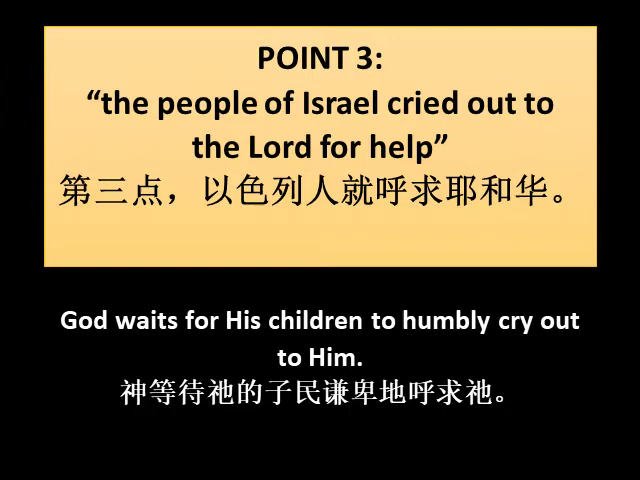 POINT 3:
“the people of Israel cried out to
the Lord for help”
第三点，以色列人就呼求耶和华。
God waits for His children to humbly cry out
to Him.
神等待祂的子民谦卑地呼求祂。